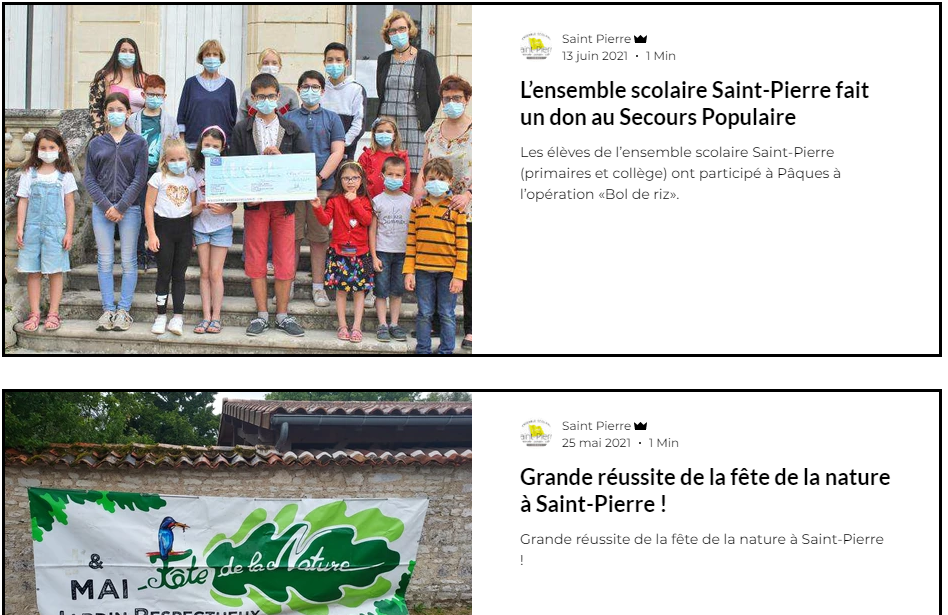 Saint Pierre
13 juin 2021 • 1 Min
L’ensemble scolaire Saint-Pierre fait
un don au Secours Populaire
Les élèves de l’ensemble scolaire Saint-Pierre
(primaires et collège) ont participé à Pâques à
l’opération «Bol de riz».
Saint Pierre
25 mai 2021 • 1 Min
Grande réussite de la fête de la nature
à Saint-Pierre !
Grande réussite de la fête de la nature à Saint-Pierre
!
&
MAI - Fête de la Nature
JARDIN RESPECTUEUX